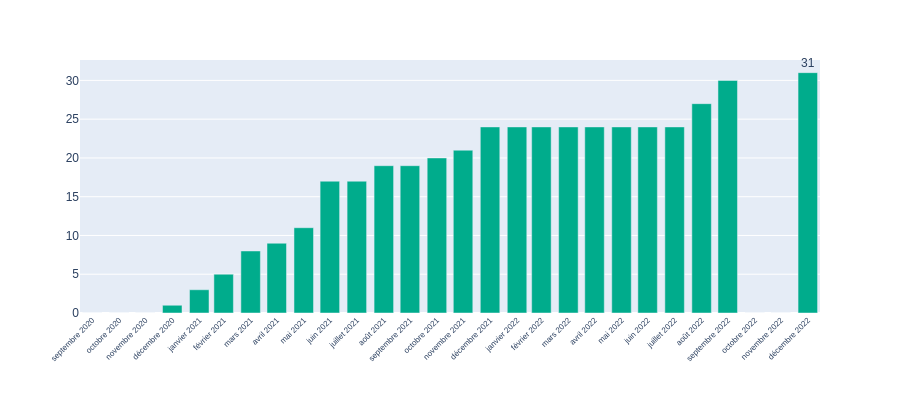 31
30
25
20
15
10
5
0
septembre 2020
octobre 2020
novembre 2020
décembre 2020
janvier 2021
février 2021
mars 2021
avril 2021
mai 2021
juin 2021
juillet 2021
août 2021
septembre 2021
octobre 2021
novembre 2021
décembre 2021
janvier 2022
février 2022
mars 2022
avril 2022
mai 2022
juin 2022
juillet 2022
août 2022
septembre 2022
octobre 2022
novembre 2022
décembre 2022